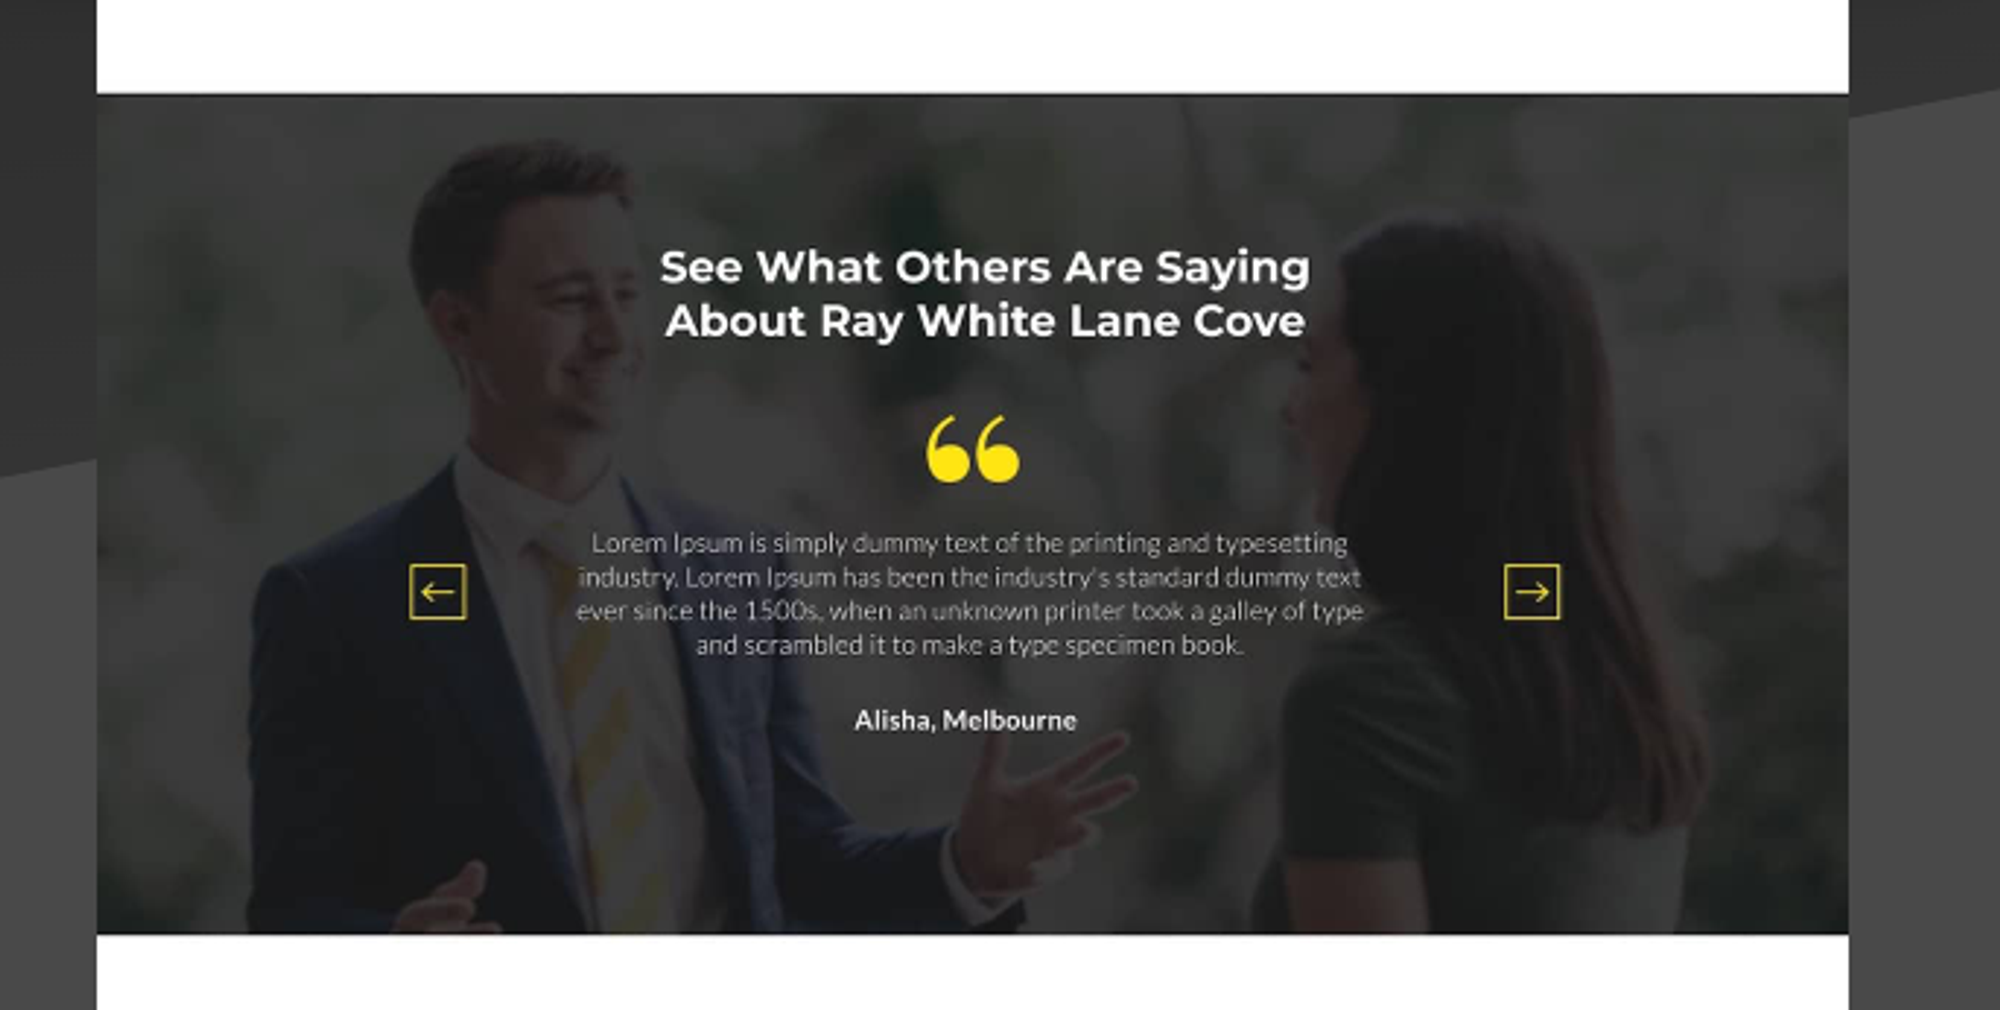 See What Others Are Saying
About Ray White Lane Cove
“
Lorem Ipsum is simply dummy text of the printing and typesetting
industry. Lorem Ipsum has been the industry's standard dummy text
ever since the 1500s, when an unknown printer took a galley of type
and scrambled it to make a type specimen book.
Alisha, Melbourne